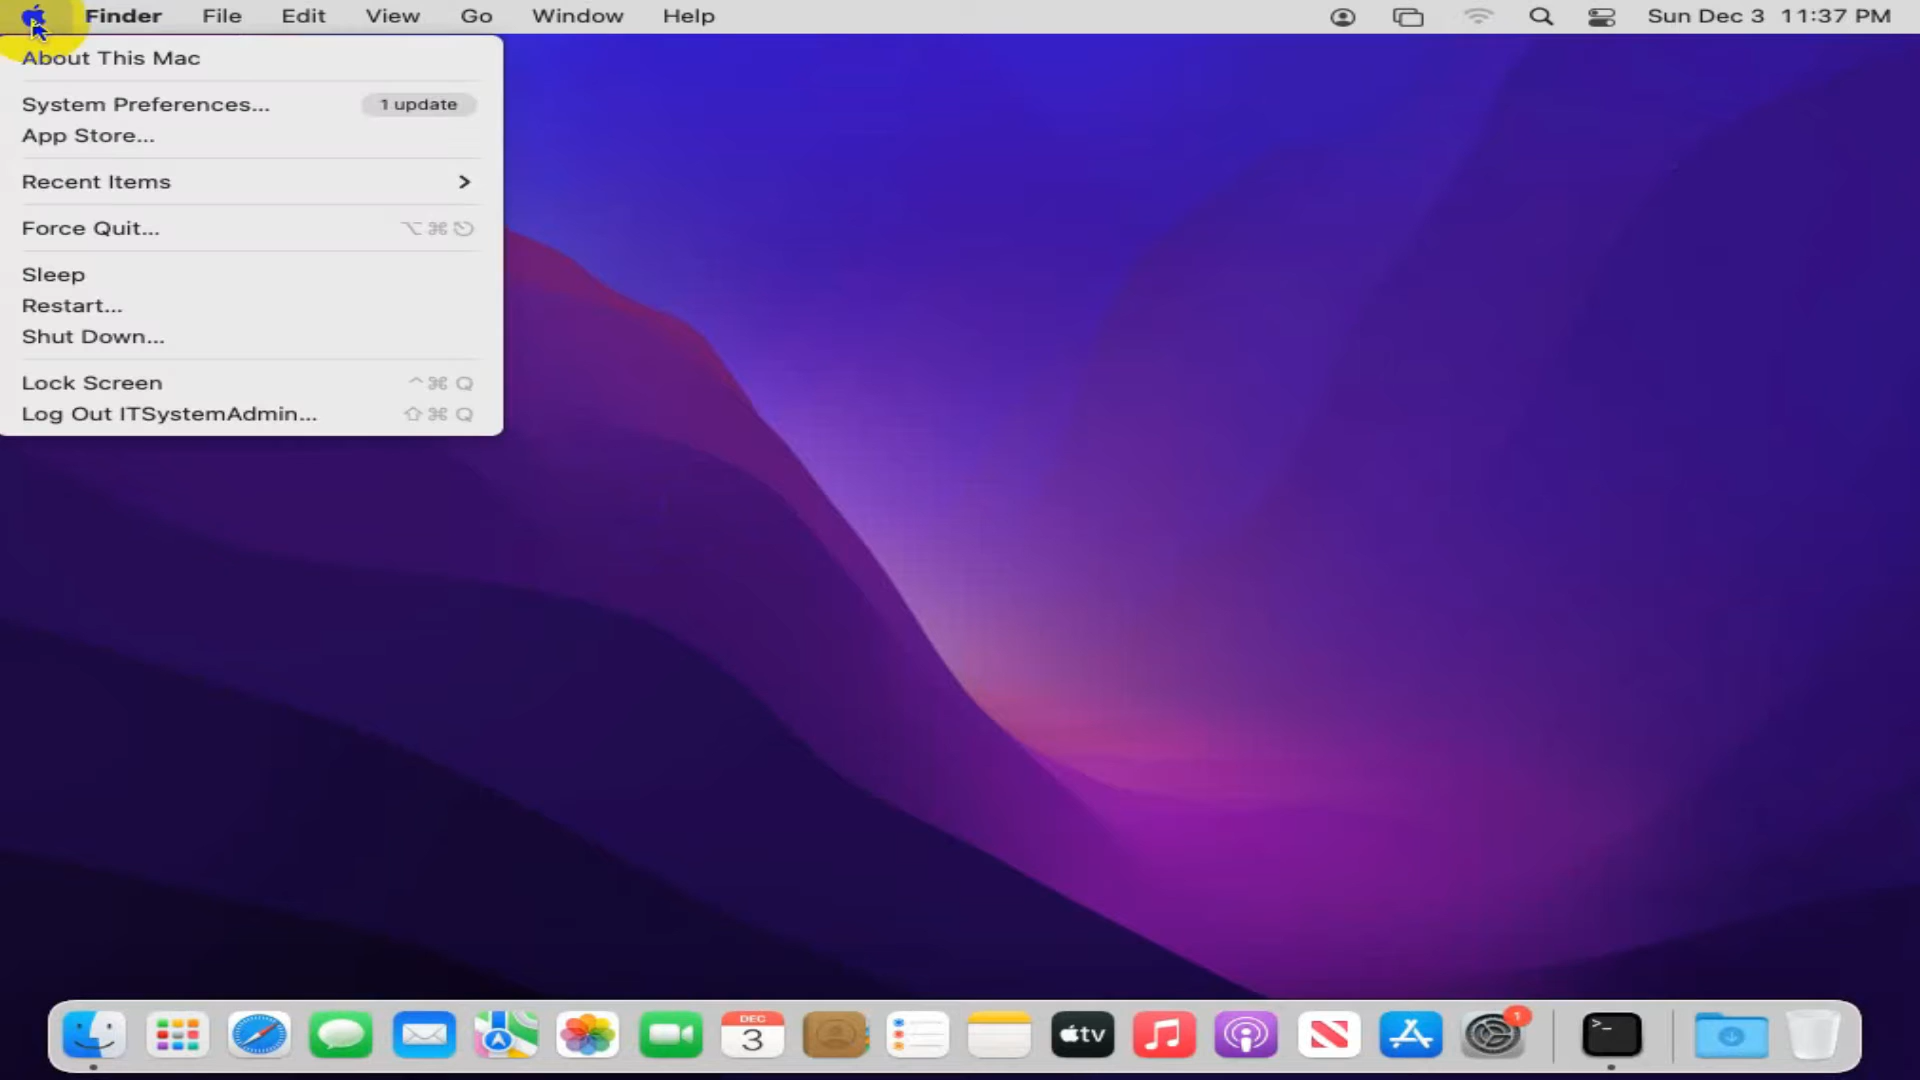 Finder File Edit View Go Window Help Sun Dec 3 11:37 PM
About This Mac
System Preferences... 1 update
App Store...
Recent Items
Force Quit... ⌥⌘⎋
Sleep
Restart...
Shut Down...
Lock Screen ^⌘Q
Log Out ITSystemAdmin... ⇧⌘Q
DEC
3
tv
1
>_